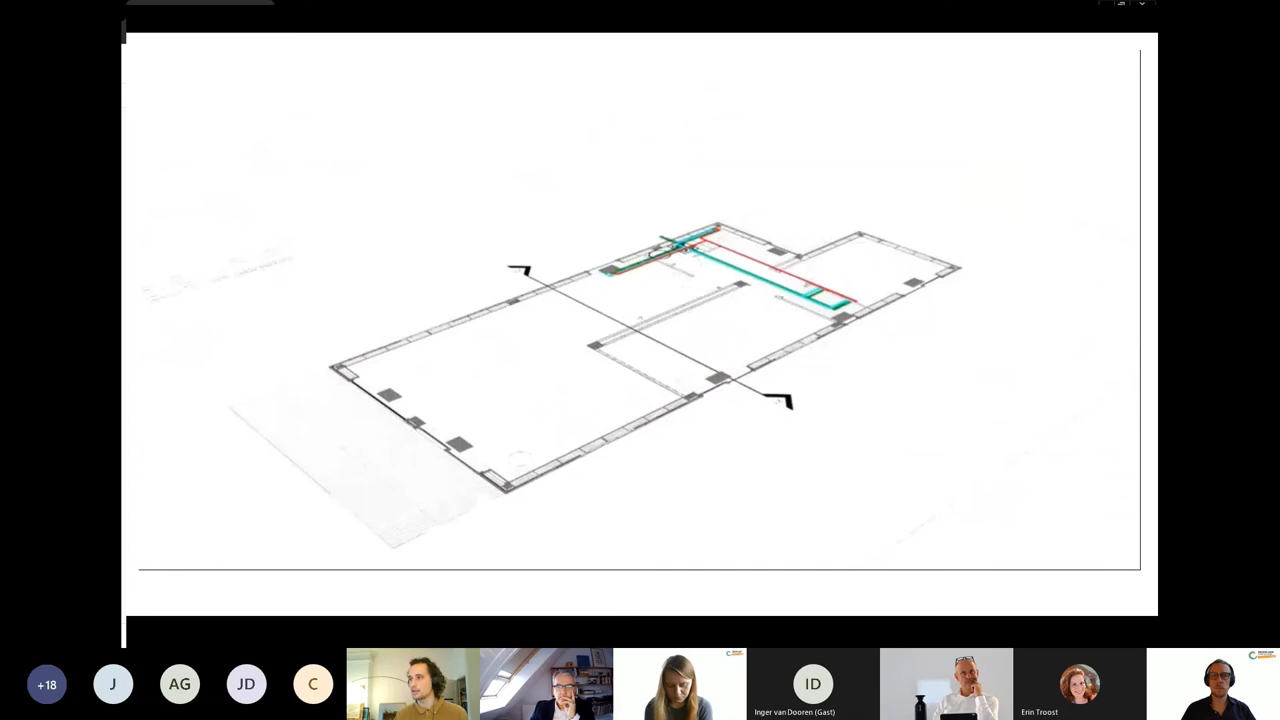 +18
J
AG
JD
C
ID
Inger van Dooren (Gast)
Erin Troost